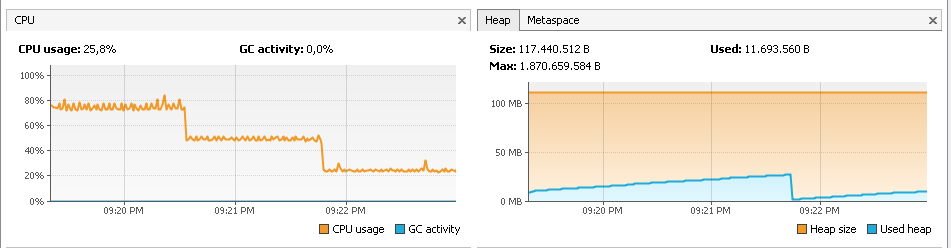 CPU
CPU usage: 25,8% GC activity: 0,0%
100%
80%
60%
40%
20%
0%
09:20 PM 09:21 PM 09:22 PM
CPU usage GC activity
Heap Metaspace
Size: 117.440.512 B Used: 11.693.560 B
Max: 1.870.659.584 B
100 MB
50 MB
0 MB
09:20 PM 09:21 PM 09:22 PM
Heap size Used heap